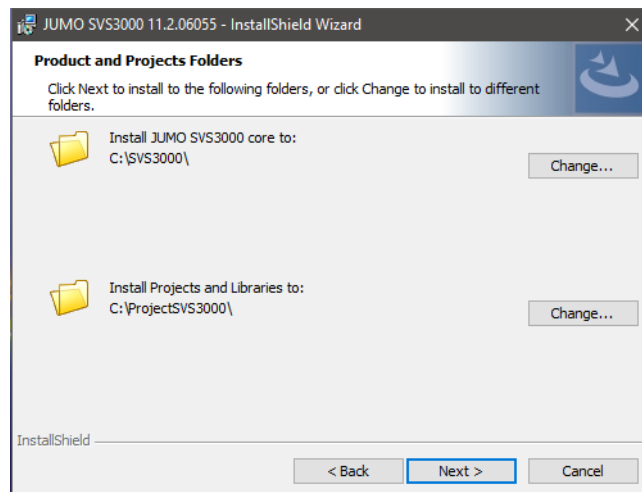 JUMO SVS3000 11.2.06055 - InstallShield Wizard
Product and Projects Folders
Click Next to install to the following folders, or click Change to install to different
folders.
Install JUMO SVS3000 core to:
C:\SVS3000\
Change...
Install Projects and Libraries to:
C:\ProjectSVS3000\
Change...
InstallShield
< Back
Next >
Cancel